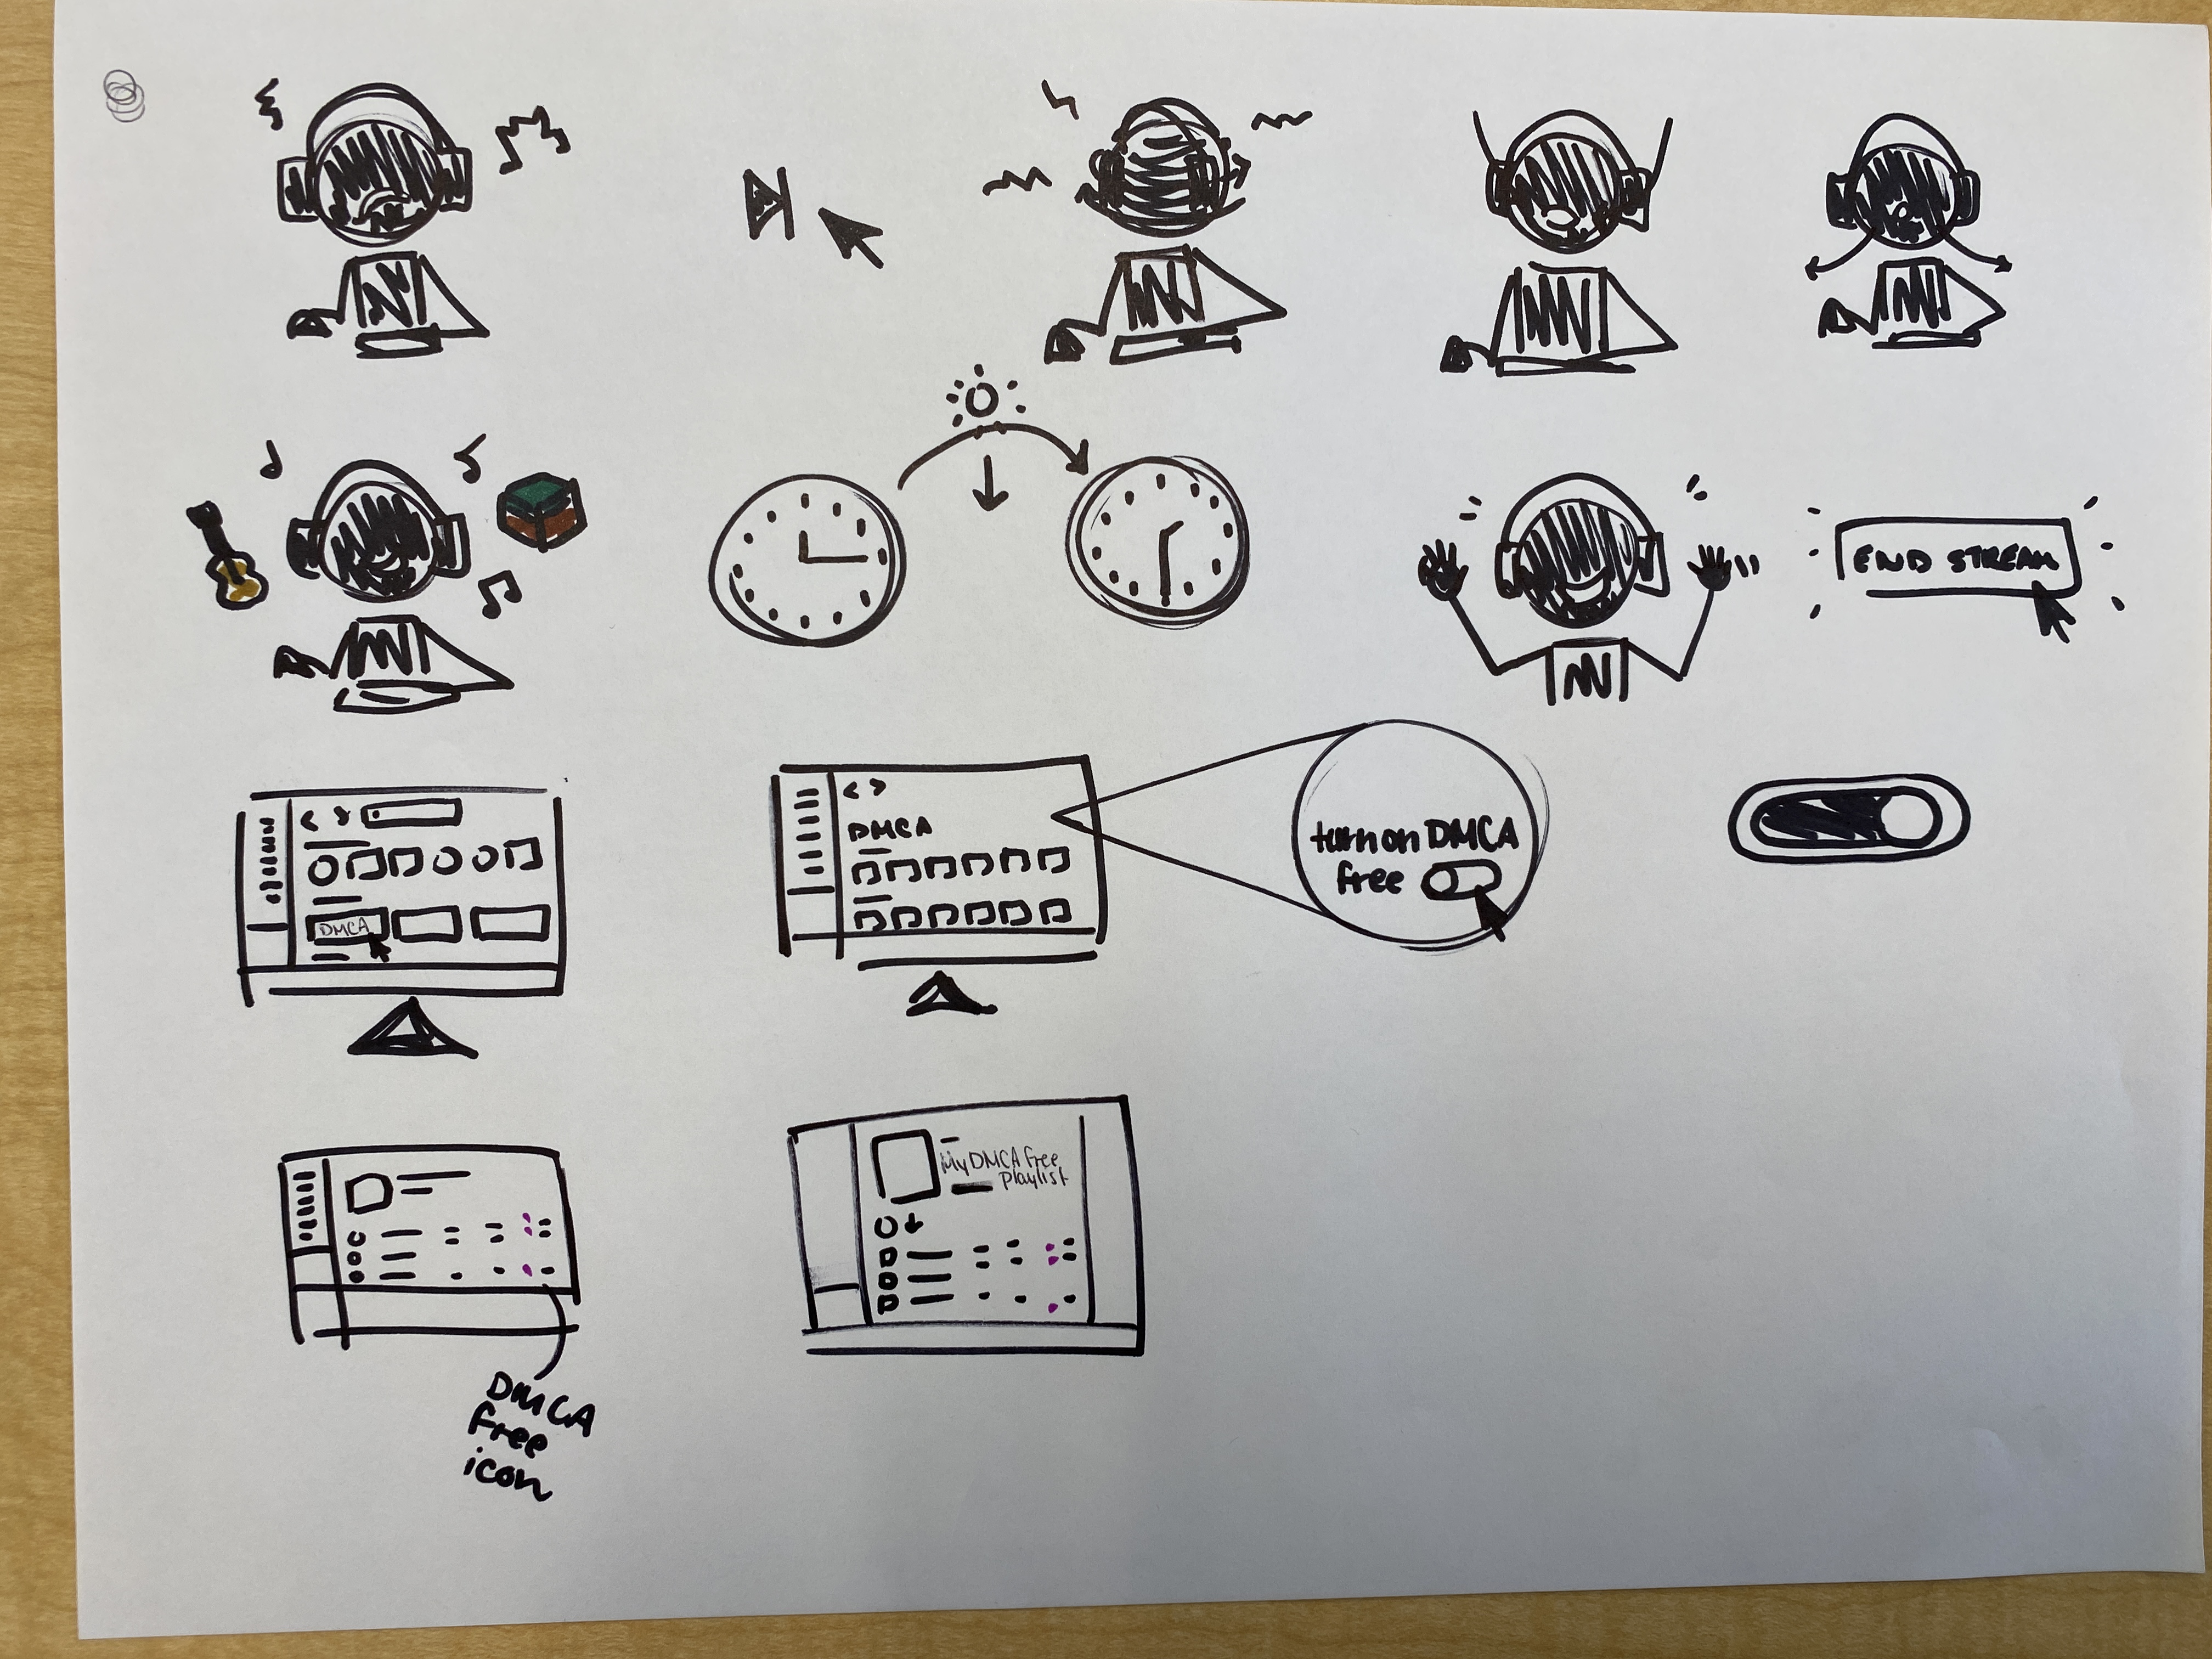 END STREAM
DMCA
DMCA
turn on DMCA
free
My DMCA free
playlist
DMCA
free
icon